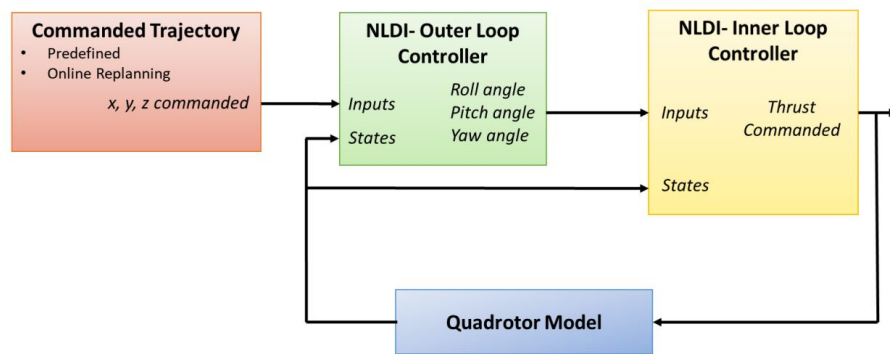 Commanded Trajectory
• Predefined
• Online Replanning
x, y, z commanded
NLDI- Outer Loop
Controller
Inputs
States
Roll angle
Pitch angle
Yaw angle
NLDI- Inner Loop
Controller
Inputs
States
Thrust
Commanded
Quadrotor Model